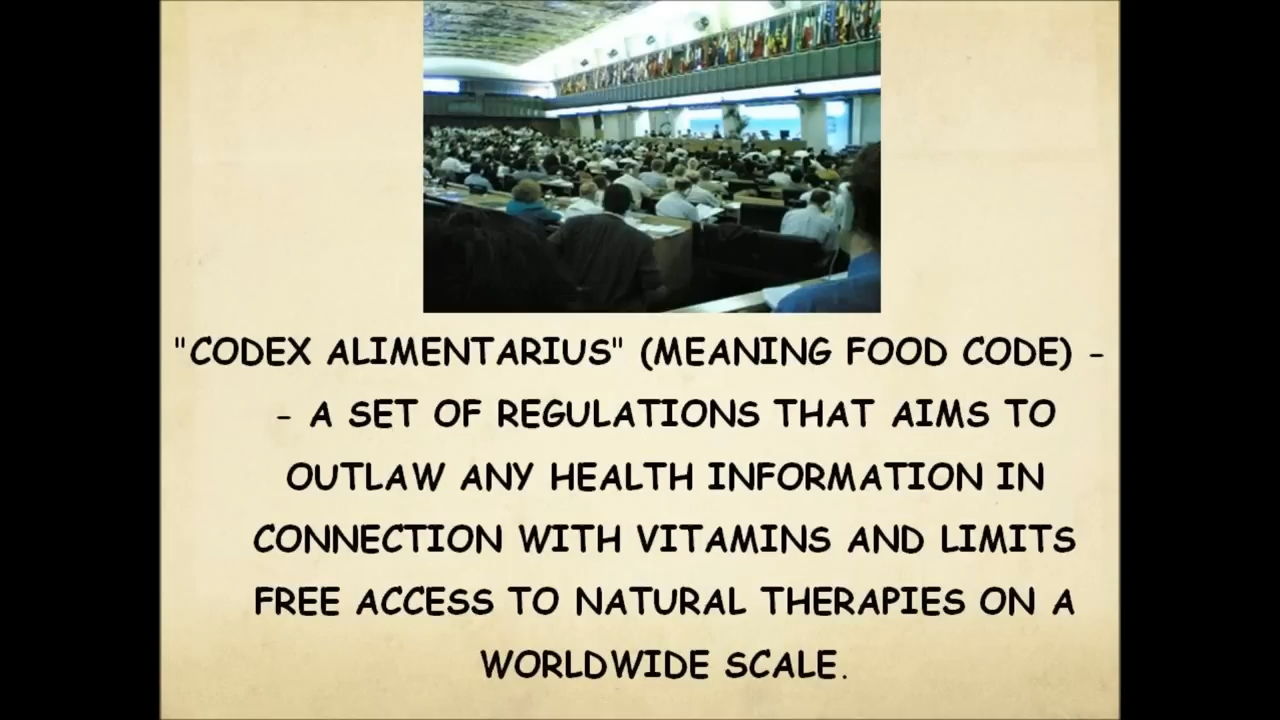 "CODEX ALIMENTARIUS" (MEANING FOOD CODE) -
- A SET OF REGULATIONS THAT AIMS TO
OUTLAW ANY HEALTH INFORMATION IN
CONNECTION WITH VITAMINS AND LIMITS
FREE ACCESS TO NATURAL THERAPIES ON A
WORLDWIDE SCALE.